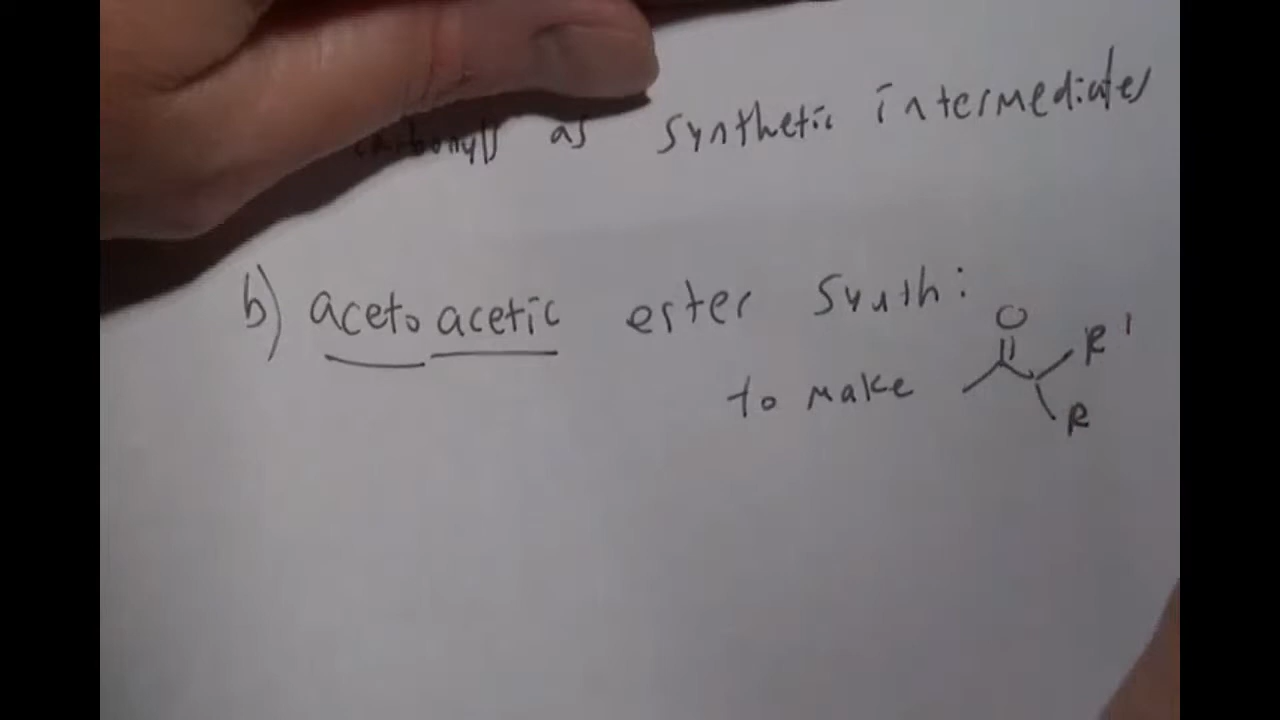 carbonyls as synthetic intermediates
b) acetoacetic ester synth:
to make
O
R'
R